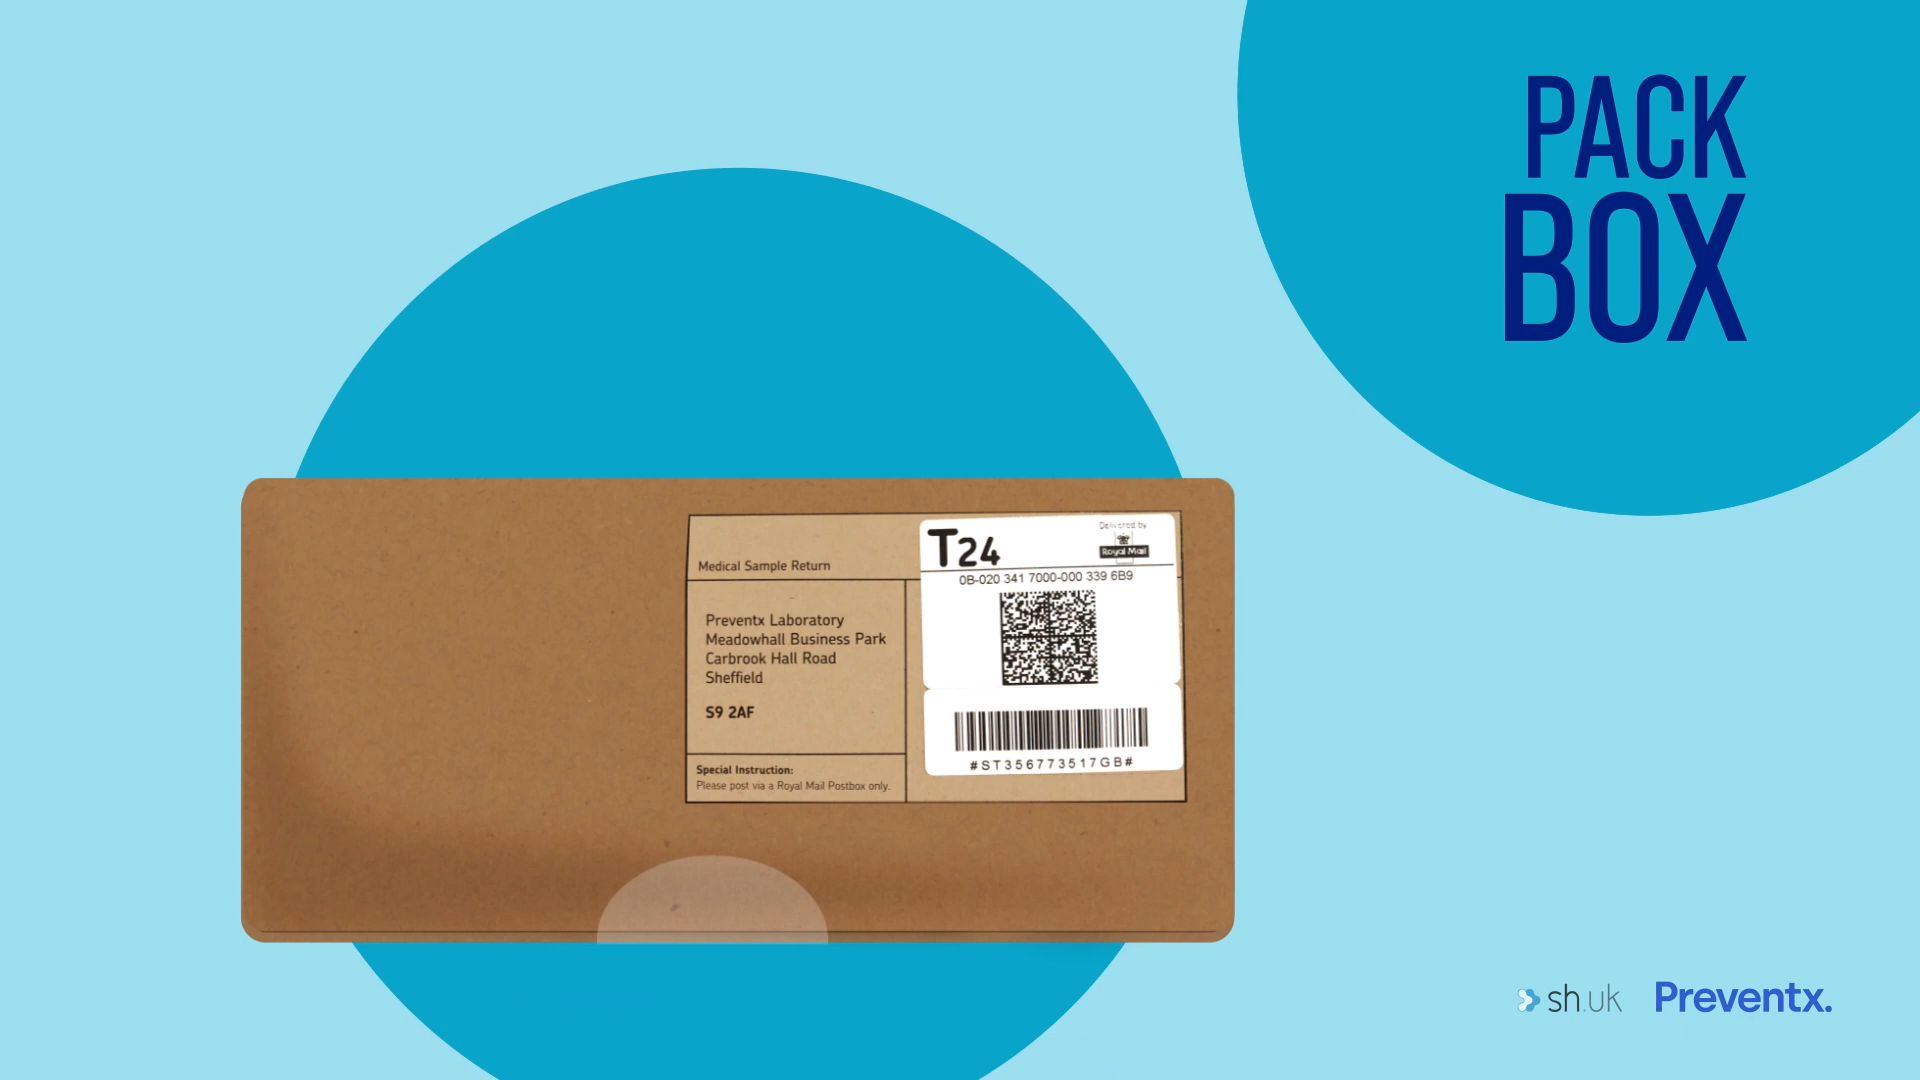 PACK
BOX
Medical Sample Return
Preventx Laboratory
Meadowhall Business Park
Carbrook Hall Road
Sheffield
S9 2AF
Special Instruction:
Please post via a Royal Mail Postbox only.
T24
Delivered by
Royal Mail
0B-020 341 7000-000 339 6B9
#ST356773517GB#
sh.uk
Preventx.